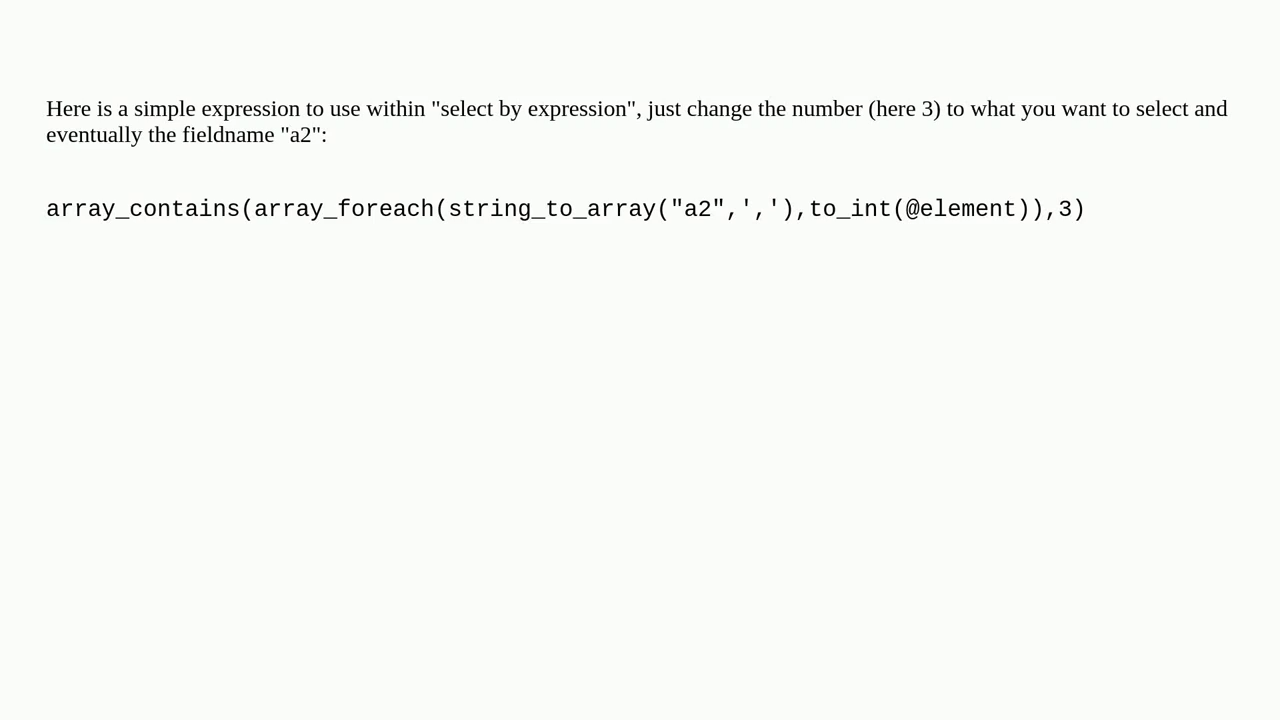 Here is a simple expression to use within "select by expression", just change the number (here 3) to what you want to select and
eventually the fieldname "a2":
array_contains(array_foreach(string_to_array("a2",','),to_int(@element)),3)